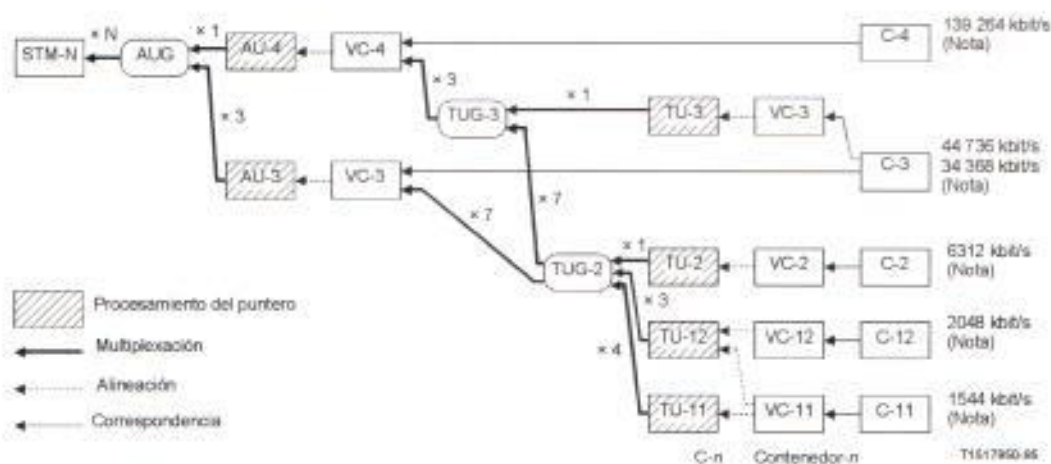 139 264 kbit/s
(Nota)
× N
× 1
STM-N
AUG
AU-4
VC-4
C-4
× 3
× 1
× 3
TUG-3
TU-3
VC-3
44 736 kbit/s
34 368 kbit/s
(Nota)
C-3
AU-3
VC-3
× 7
× 7
× 1
6312 kbit/s
(Nota)
TUG-2
TU-2
VC-2
C-2
Procesamiento del puntero
× 3
2048 kbit/s
(Nota)
Multiplexación
TU-12
VC-12
C-12
× 4
Alineación
1544 kbit/s
(Nota)
TU-11
VC-11
C-11
Correspondencia
C-n
Contenedor-n
T1517950-95